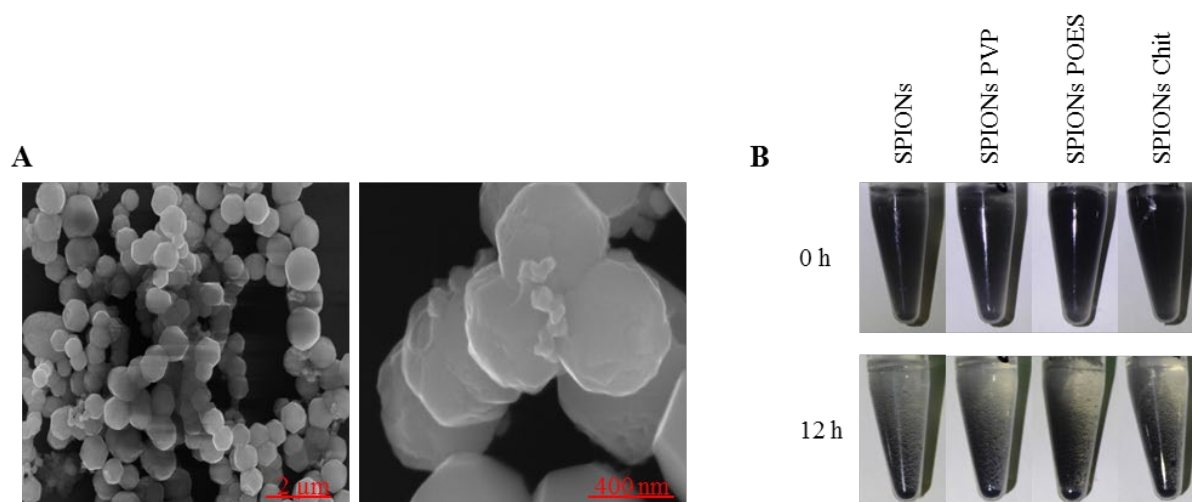 A
2 µm
400 nm
B
SPIONs
SPIONs PVP
SPIONs POES
SPIONs Chit
0 h
12 h